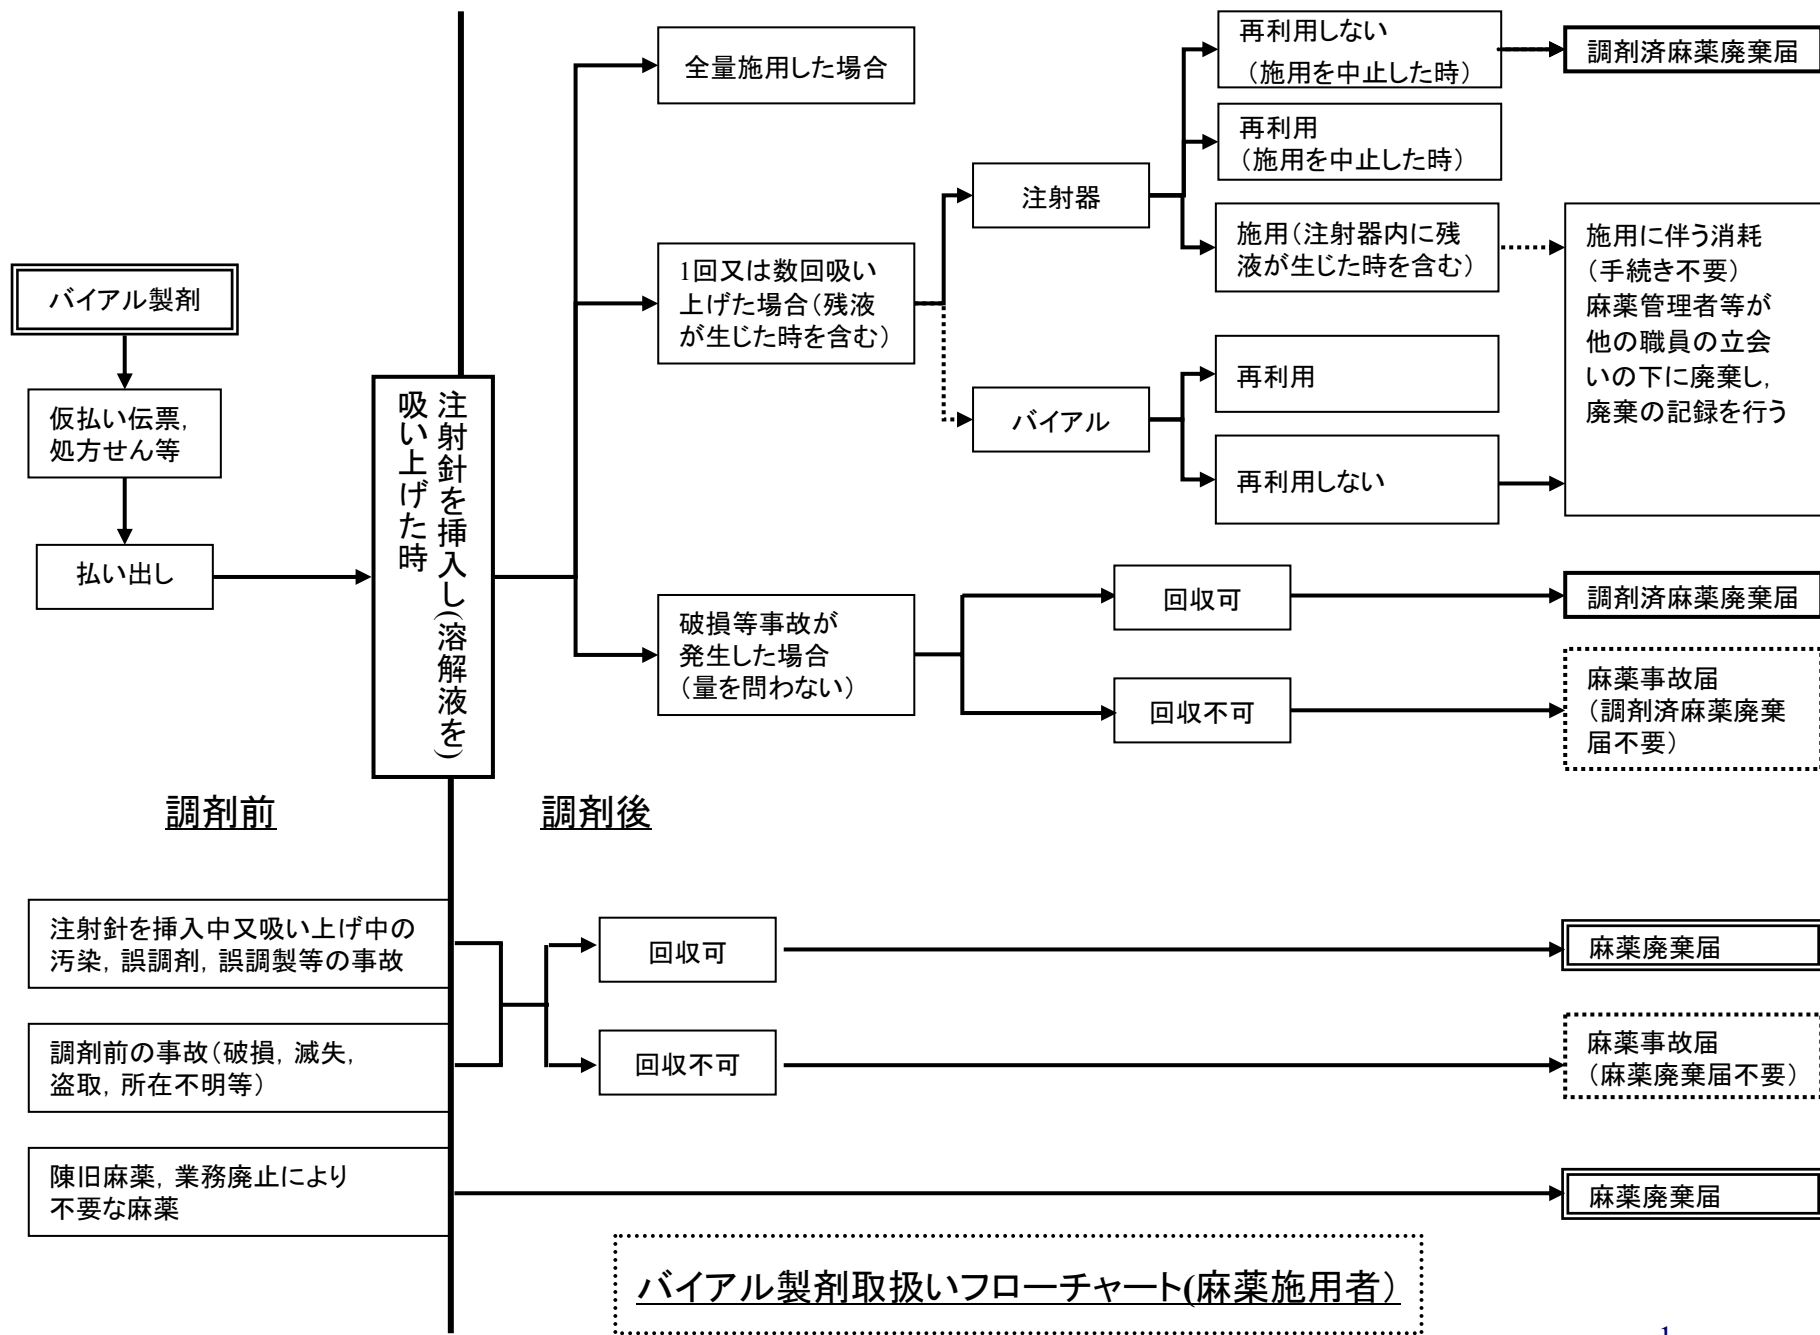 バイアル製剤
仮払い伝票,
処方せん等
払い出し
注射針を挿入し(溶解液を)
吸い上げた時
全量施用した場合
1回又は数回吸い
上げた場合(残液
が生じた時を含む)
破損等事故が
発生した場合
(量を問わない)
注射器
バイアル
再利用しない
(施用を中止した時)
再利用
(施用を中止した時)
施用(注射器内に残
液が生じた時を含む)
再利用
再利用しない
調剤済麻薬廃棄届
施用に伴う消耗
(手続き不要)
麻薬管理者等が
他の職員の立会
いの下に廃棄し,
廃棄の記録を行う
回収可
回収不可
調剤済麻薬廃棄届
麻薬事故届
(調剤済麻薬廃棄
届不要)
調剤前
調剤後
注射針を挿入中又吸い上げ中の
汚染, 誤調剤, 誤調製等の事故
調剤前の事故(破損, 滅失,
盗取, 所在不明等)
回収可
回収不可
麻薬廃棄届
麻薬事故届
(麻薬廃棄届不要)
陳旧麻薬, 業務廃止により
不要な麻薬
麻薬廃棄届
バイアル製剤取扱いフローチャート(麻薬施用者)
1